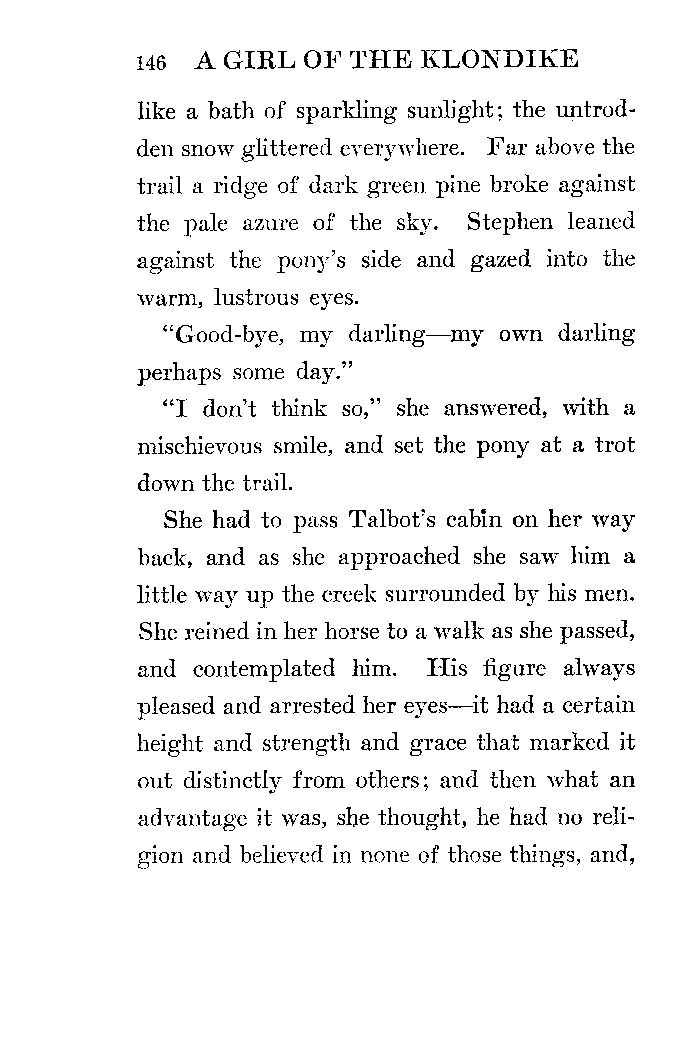 146 A GIRL OF THE KLONDIKE
like a bath of sparkling sunlight; the untrod-
den snow glittered everywhere. Far above the
trail a ridge of dark green pine broke against
the pale azure of the sky. Stephen leaned
against the pony's side and gazed into the
warm, lustrous eyes.
“Good-bye, my darling—my own darling
perhaps some day.”
“I don't think so,” she answered, with a
mischievous smile, and set the pony at a trot
down the trail.
She had to pass Talbot's cabin on her way
back, and as she approached she saw him a
little way up the creek surrounded by his men.
She reined in her horse to a walk as she passed,
and contemplated him. His figure always
pleased and arrested her eyes—it had a certain
height and strength and grace that marked it
out distinctly from others; and then what an
advantage it was, she thought, he had no reli-
gion and believed in none of those things, and,